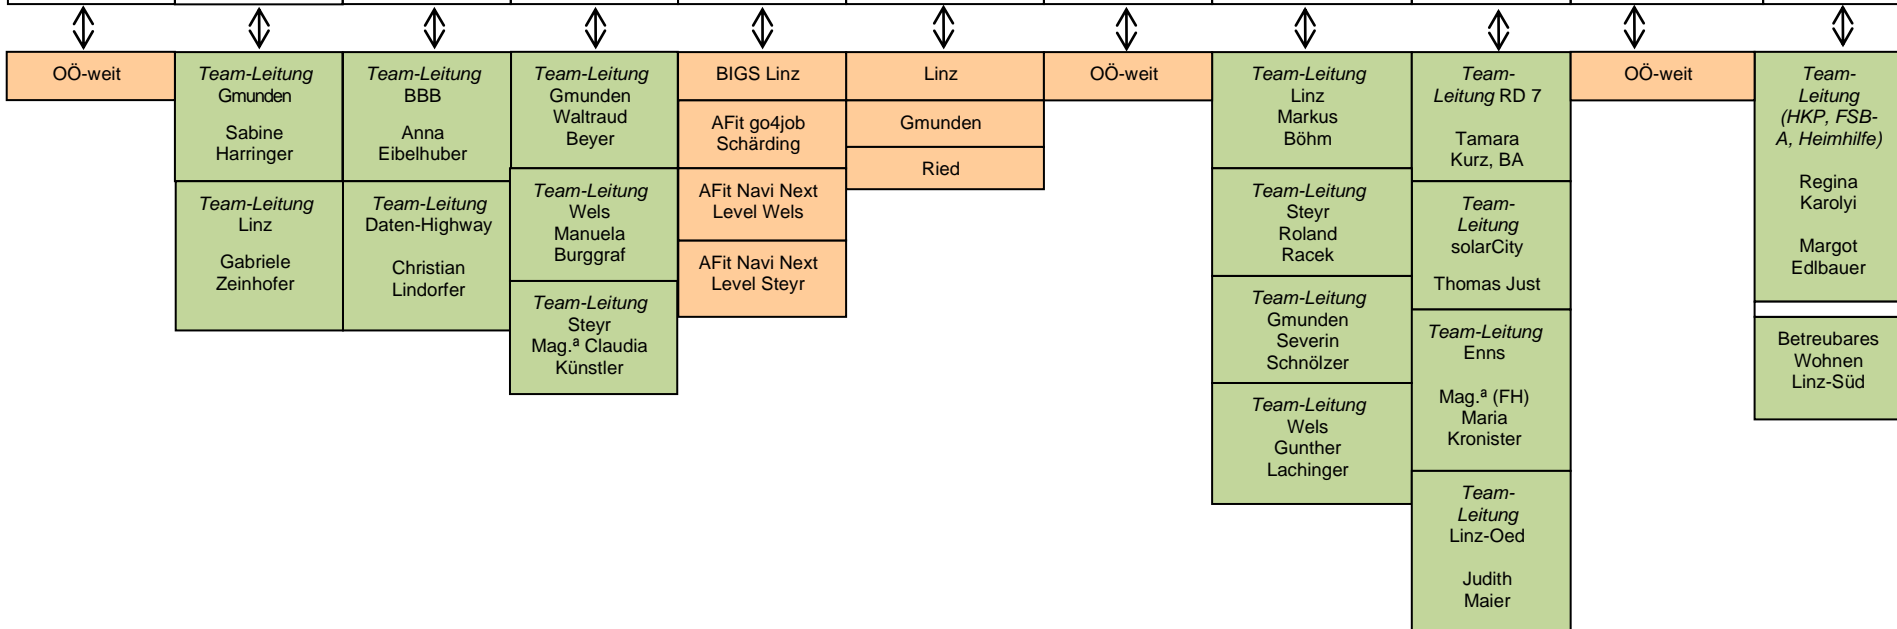 OÖ-weit
Team-Leitung
Gmunden
Sabine
Harringer
Team-Leitung
Linz
Gabriele
Zeinhofer
Team-Leitung
BBB
Anna
Eibelhuber
Team-Leitung
Daten-Highway
Christian
Lindorfer
Team-Leitung
Gmunden
Waltraud
Beyer
Team-Leitung
Wels
Manuela
Burggraf
Team-Leitung
Steyr
Mag.ª Claudia
Künstler
BIGS Linz
AFit go4job
Schärding
AFit Navi Next
Level Wels
AFit Navi Next
Level Steyr
Linz
Gmunden
Ried
OÖ-weit
Team-Leitung
Linz
Markus
Böhm
Team-Leitung
Steyr
Roland
Racek
Team-Leitung
Gmunden
Severin
Schnölzer
Team-Leitung
Wels
Gunther
Lachinger
Team-
Leitung RD 7
Tamara
Kurz, BA
Team-
Leitung
solarCity
Thomas Just
Team-Leitung
Enns
Mag.ª (FH)
Maria
Kronister
Team-
Leitung
Linz-Oed
Judith
Maier
OÖ-weit
Team-
Leitung
(HKP, FSB-
A, Heimhilfe)
Regina
Karolyi
Margot
Edlbauer
Betreubares
Wohnen
Linz-Süd